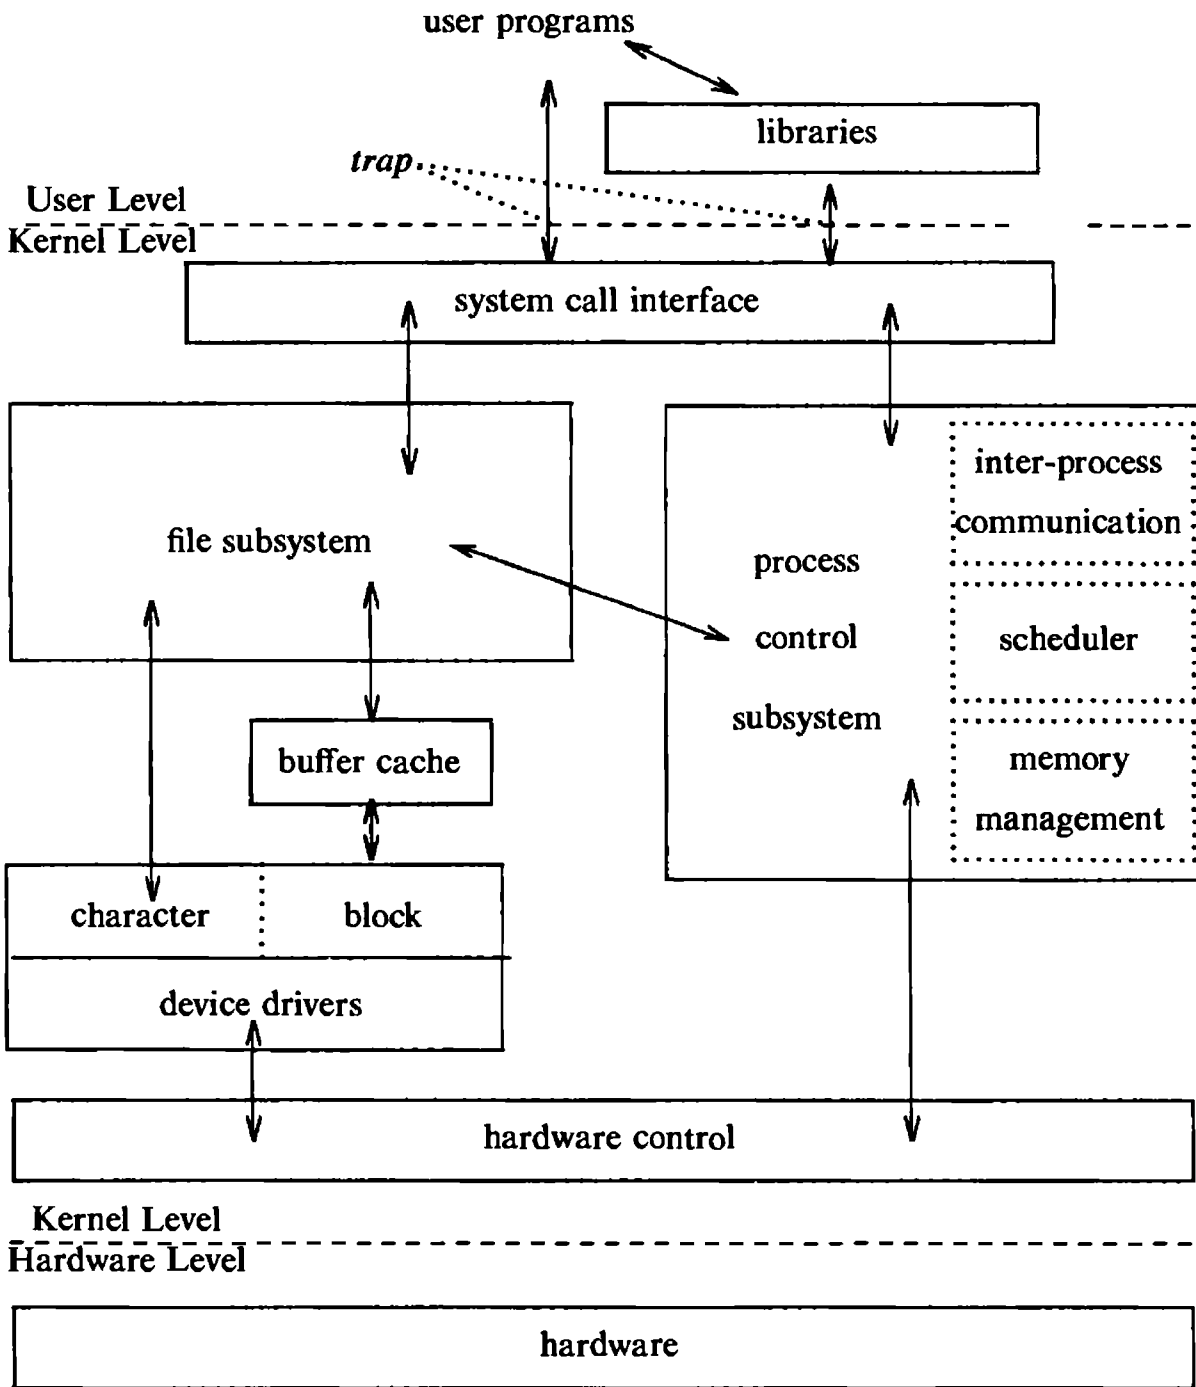 user programs
libraries
trap
User Level
Kernel Level
system call interface
inter-process
communication
file subsystem
process
control
subsystem
scheduler
memory
management
buffer cache
character
block
device drivers
hardware control
Kernel Level
Hardware Level
hardware